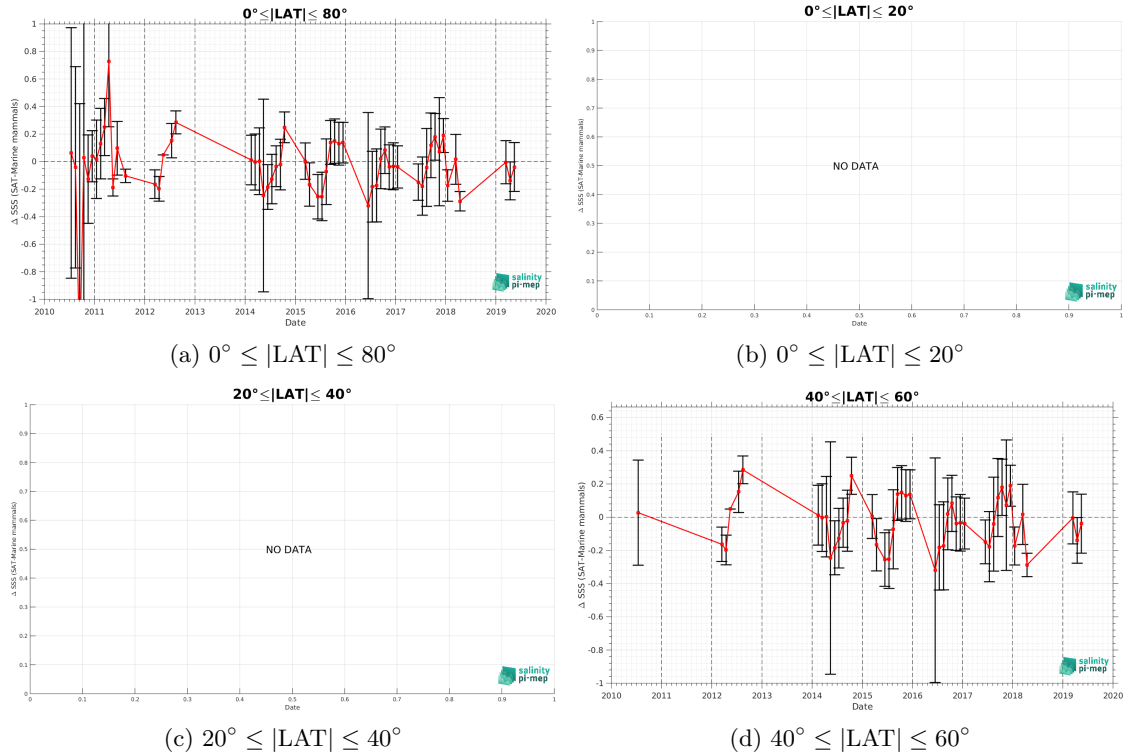 0°≤|LAT|≤ 80°
Δ SSS (SAT-Marine mammals)
1
0.8
0.6
0.4
0.2
0
-0.2
-0.4
-0.6
-0.8
-1
2010 2011 2012 2013 2014 2015 2016 2017 2018 2019 2020
Date
salinity
pi-mep
(a) 0° ≤ |LAT| ≤ 80°
0°≤|LAT|≤ 20°
Δ SSS (SAT-Marine mammals)
1
0.9
0.8
0.7
0.6
0.5
0.4
0.3
0.2
0.1
0
NO DATA
0 0.1 0.2 0.3 0.4 0.5 0.6 0.7 0.8 0.9 1
Date
salinity
pi-mep
(b) 0° ≤ |LAT| ≤ 20°
20°≤|LAT|≤ 40°
Δ SSS (SAT-Marine mammals)
1
0.9
0.8
0.7
0.6
0.5
0.4
0.3
0.2
0.1
0
NO DATA
0 0.1 0.2 0.3 0.4 0.5 0.6 0.7 0.8 0.9 1
Date
salinity
pi-mep
(c) 20° ≤ |LAT| ≤ 40°
40°≤|LAT|≤ 60°
Δ SSS (SAT-Marine mammals)
0.6
0.4
0.2
0
-0.2
-0.4
-0.6
-0.8
-1
2010 2011 2012 2013 2014 2015 2016 2017 2018 2019 2020
Date
salinity
pi-mep
(d) 40° ≤ |LAT| ≤ 60°